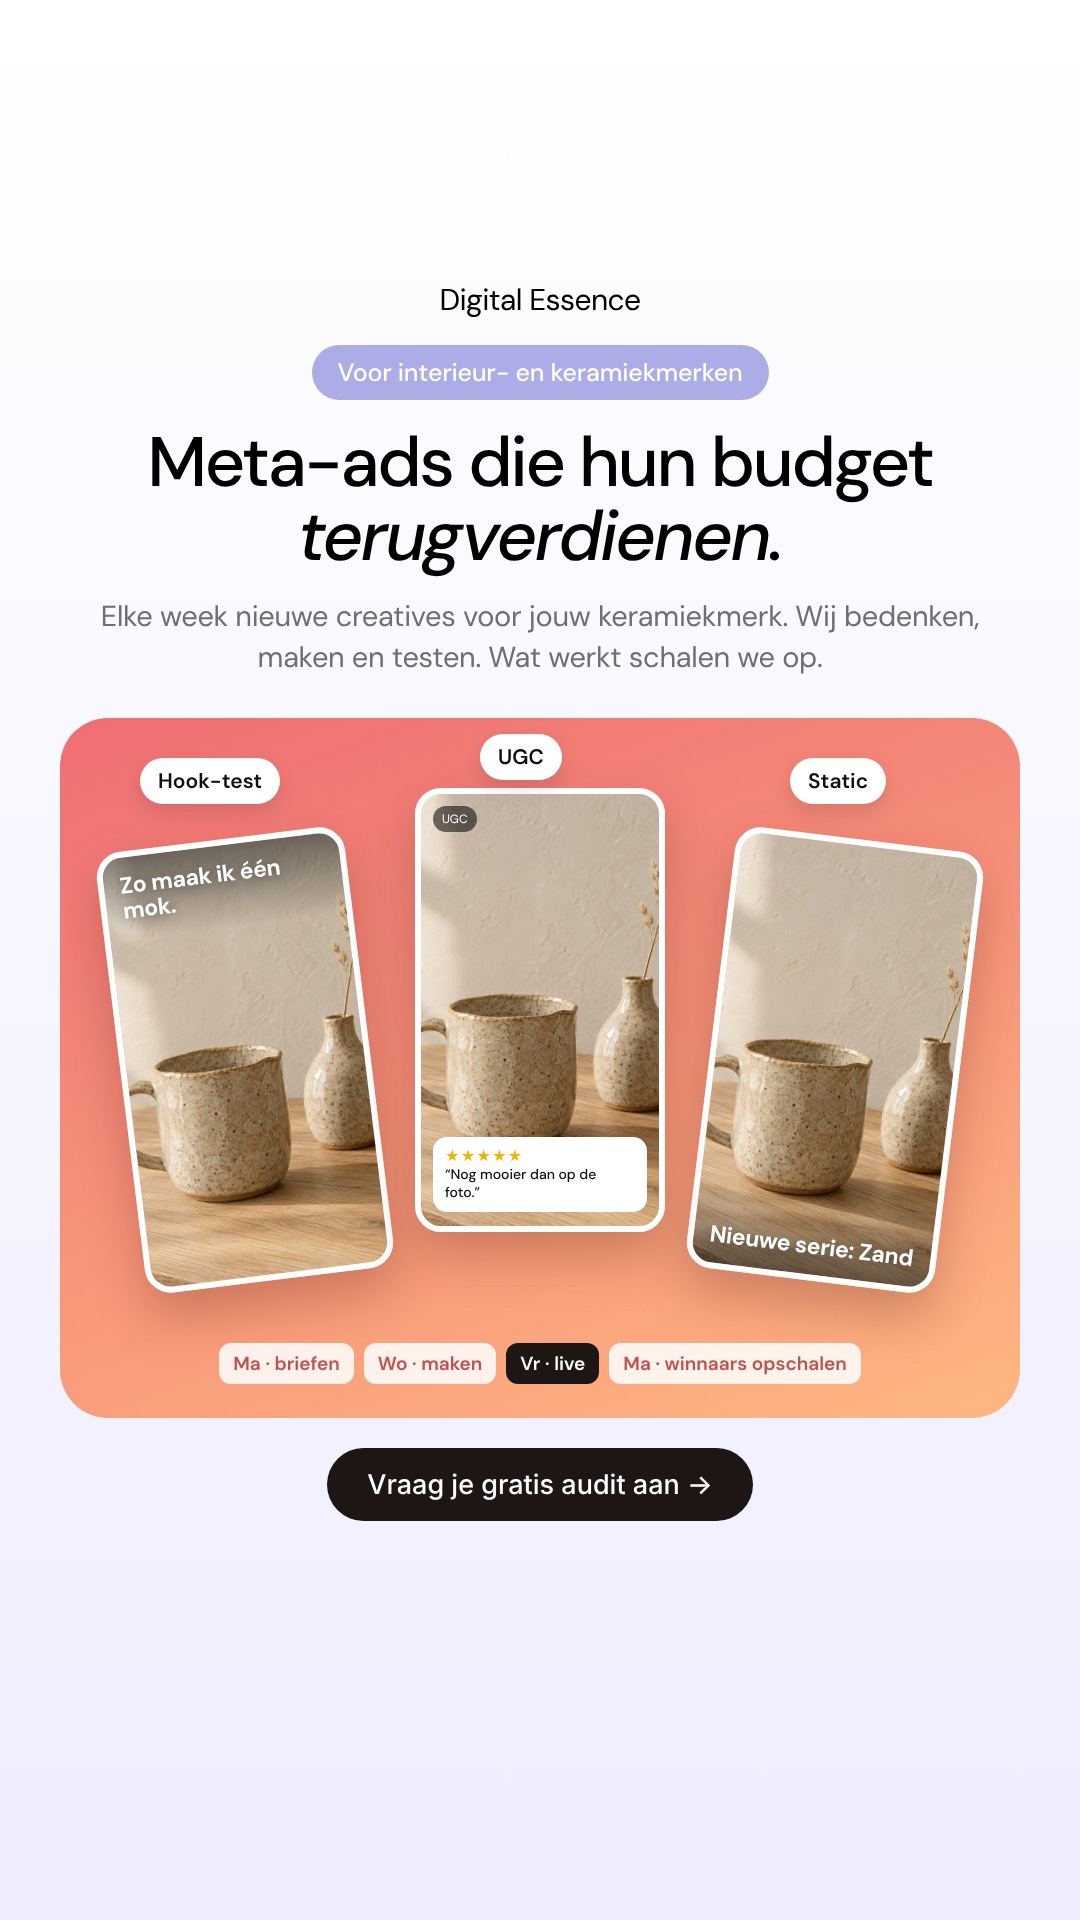 Digital Essence
Voor interieur- en keramiekmerken
Meta-ads die hun budget
terugverdienen.
Elke week nieuwe creatives voor jouw keramiekmerk. Wij bedenken,
maken en testen. Wat werkt schalen we op.
Hook-test
UGC
Static
Zo maak ik één
mok.
UGC
★★★★★
“Nog mooier dan op de
foto.”
Nieuwe serie: Zand
Ma · briefen
Wo · maken
Vr · live
Ma · winnaars opschalen
Vraag je gratis audit aan →